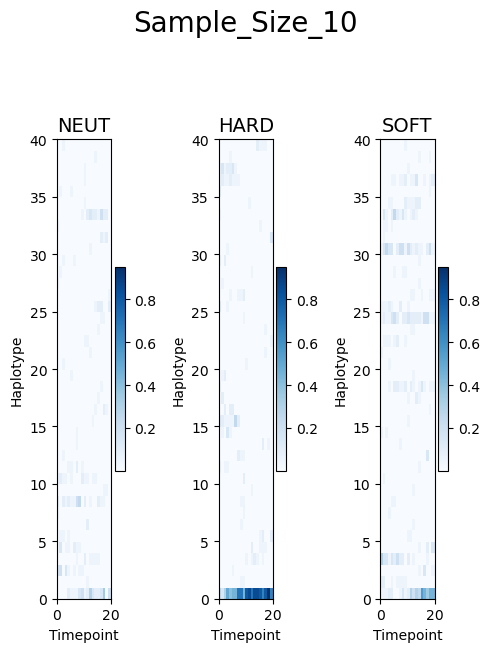 Sample_Size_10
NEUT HARD SOFT
40 40 40
35 35 35
30 30 30
0.8 0.8 0.8
25 25 25
0.6 0.6 0.6
Haplotype Haplotype Haplotype
20 20 20
0.4 0.4 0.4
15 15 15
0.2 0.2 0.2
10 10 10
5 5 5
0 0 0
0 20 0 20 0 20
Timepoint Timepoint Timepoint